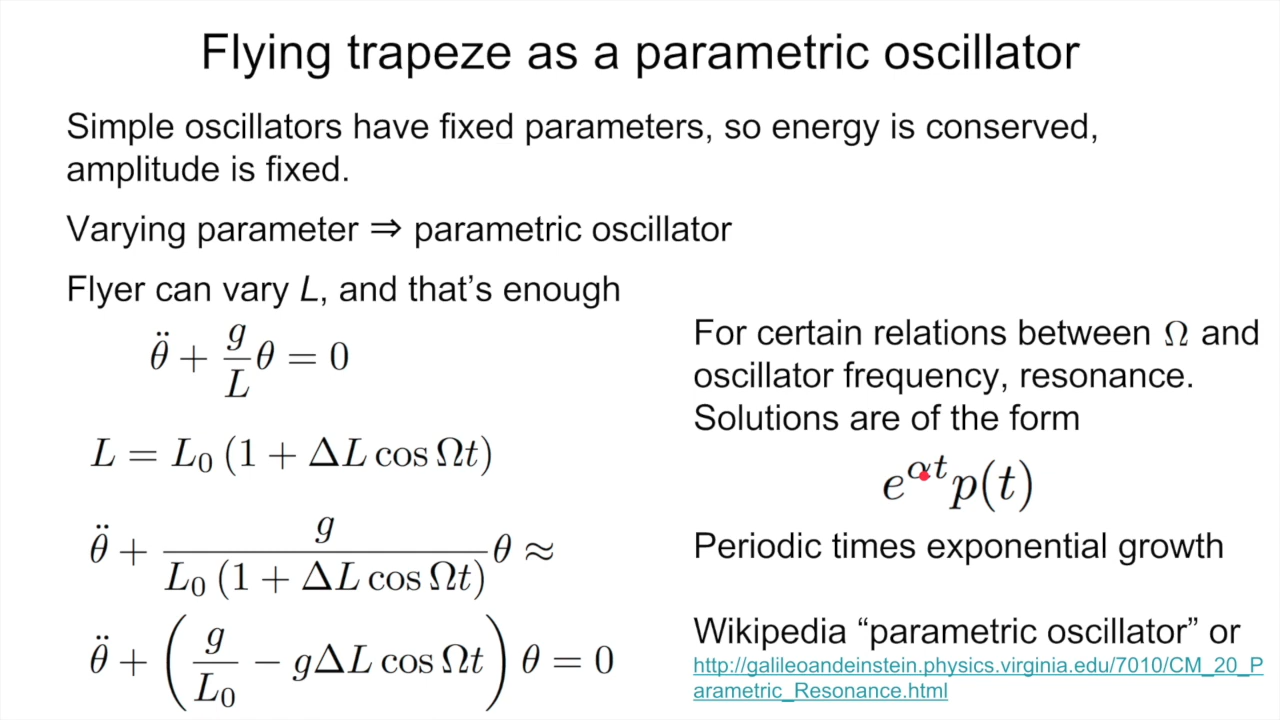 Flying trapeze as a parametric oscillator
Simple oscillators have fixed parameters, so energy is conserved,
amplitude is fixed.
Varying parameter ⇒ parametric oscillator
Flyer can vary L, and that's enough
θ̈ + g/L θ = 0
L = L₀ (1 + ΔL cos Ωt)
θ̈ + g/(L₀ (1 + ΔL cos Ωt)) θ ≈
θ̈ + (g/L₀ − gΔL cos Ωt) θ = 0
For certain relations between Ω and
oscillator frequency, resonance.
Solutions are of the form
e^{αt} p(t)
Periodic times exponential growth
Wikipedia “parametric oscillator” or
http://galileoandeinstein.physics.virginia.edu/7010/CM_20_P
arametric_Resonance.html